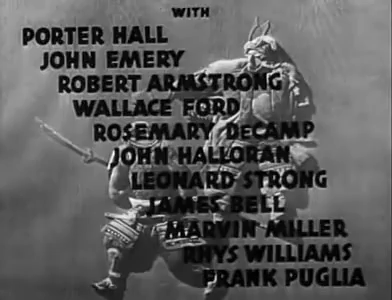 WITH
PORTER HALL
JOHN EMERY
ROBERT ARMSTRONG
WALLACE FORD
ROSEMARY DeCAMP
JOHN HALLORAN
LEONARD STRONG
JAMES BELL
MARVIN MILLER
RHYS WILLIAMS
FRANK PUGLIA